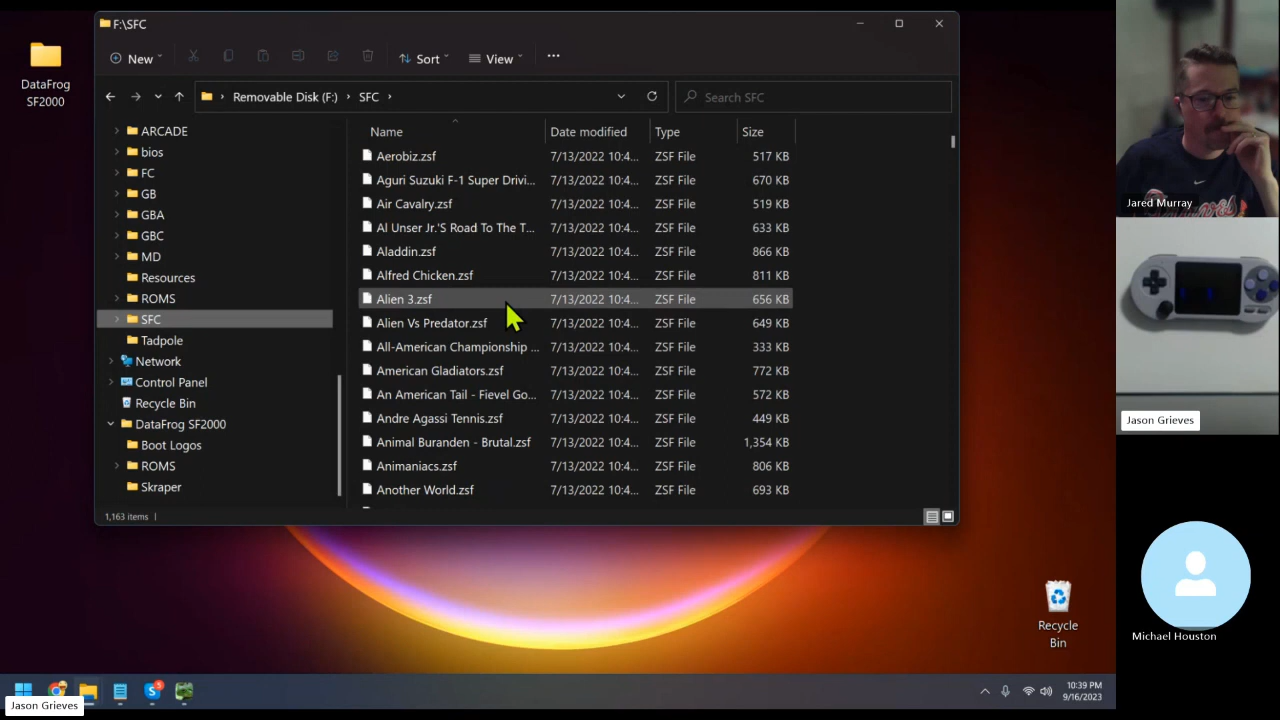 F:\SFC
DataFrog
SF2000
New
Sort
View
Removable Disk (F:)
SFC
Search SFC
ARCADE
bios
FC
GB
GBA
GBC
MD
Resources
ROMS
SFC
Tadpole
Network
Control Panel
Recycle Bin
DataFrog SF2000
Boot Logos
ROMS
Skraper
Name Date modified Type Size
Aerobiz.zsf 7/13/2022 10:4... ZSF File 517 KB
Aguri Suzuki F-1 Super Drivi... 7/13/2022 10:4... ZSF File 670 KB
Air Cavalry.zsf 7/13/2022 10:4... ZSF File 519 KB
Al Unser Jr.'S Road To The T... 7/13/2022 10:4... ZSF File 633 KB
Aladdin.zsf 7/13/2022 10:4... ZSF File 866 KB
Alfred Chicken.zsf 7/13/2022 10:4... ZSF File 811 KB
Alien 3.zsf 7/13/2022 10:4... ZSF File 656 KB
Alien Vs Predator.zsf 7/13/2022 10:4... ZSF File 649 KB
All-American Championship ... 7/13/2022 10:4... ZSF File 333 KB
American Gladiators.zsf 7/13/2022 10:4... ZSF File 772 KB
An American Tail - Fievel Go... 7/13/2022 10:4... ZSF File 572 KB
Andre Agassi Tennis.zsf 7/13/2022 10:4... ZSF File 449 KB
Animal Buranden - Brutal.zsf 7/13/2022 10:4... ZSF File 1,354 KB
Animaniacs.zsf 7/13/2022 10:4... ZSF File 806 KB
Another World.zsf 7/13/2022 10:4... ZSF File 693 KB
1,163 items
Recycle
Bin
10:39 PM
9/16/2023
Jason Grieves
Jared Murray
Jason Grieves
Michael Houston